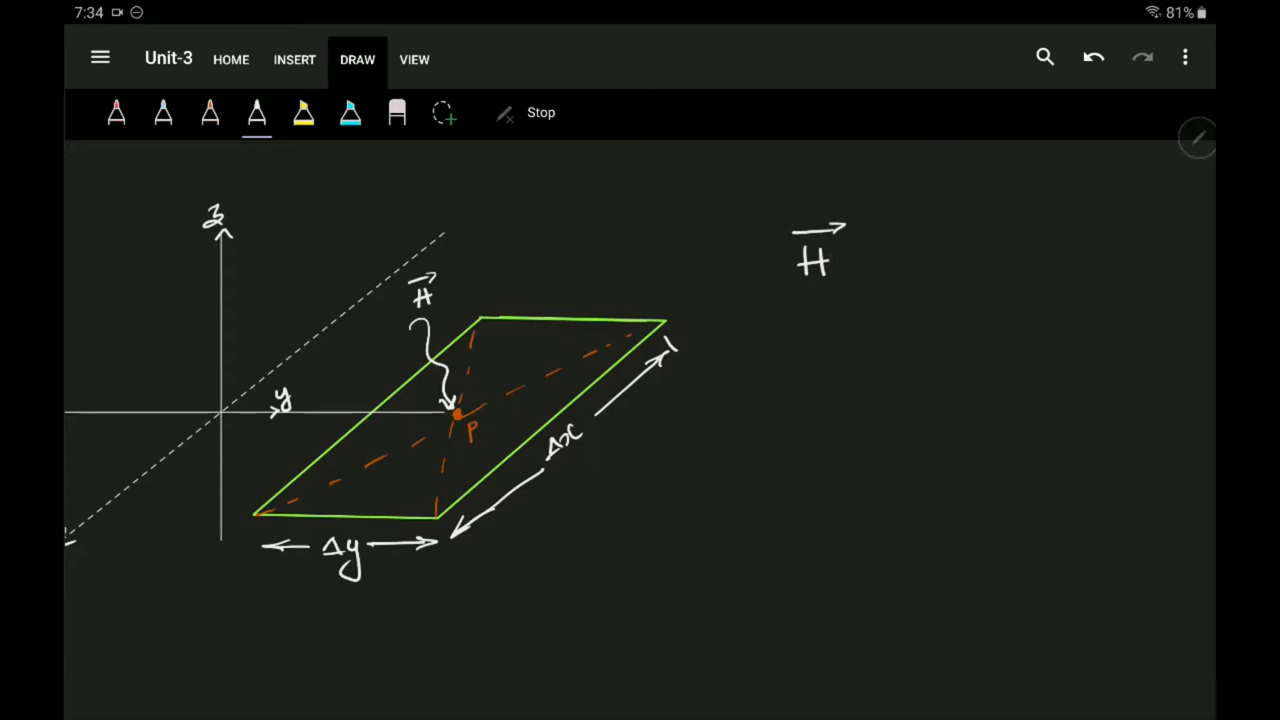 7:34 81%
Unit-3 HOME INSERT DRAW VIEW
Stop
z
H
H
y
P
Δx
Δy